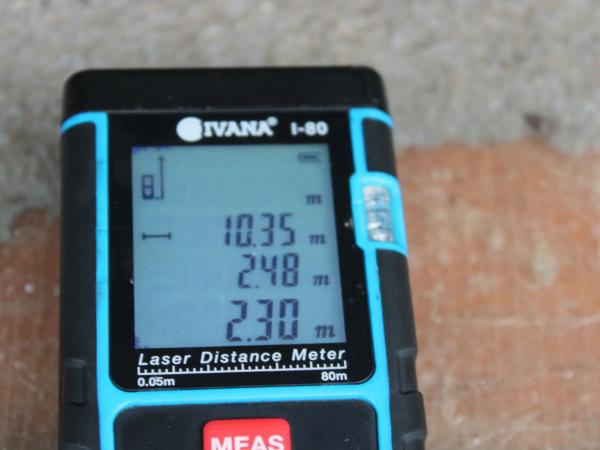 IVANA® I-80
m
10.35 m
2.48 m
2.30 m
Laser Distance Meter
0.05m 80m
MEAS